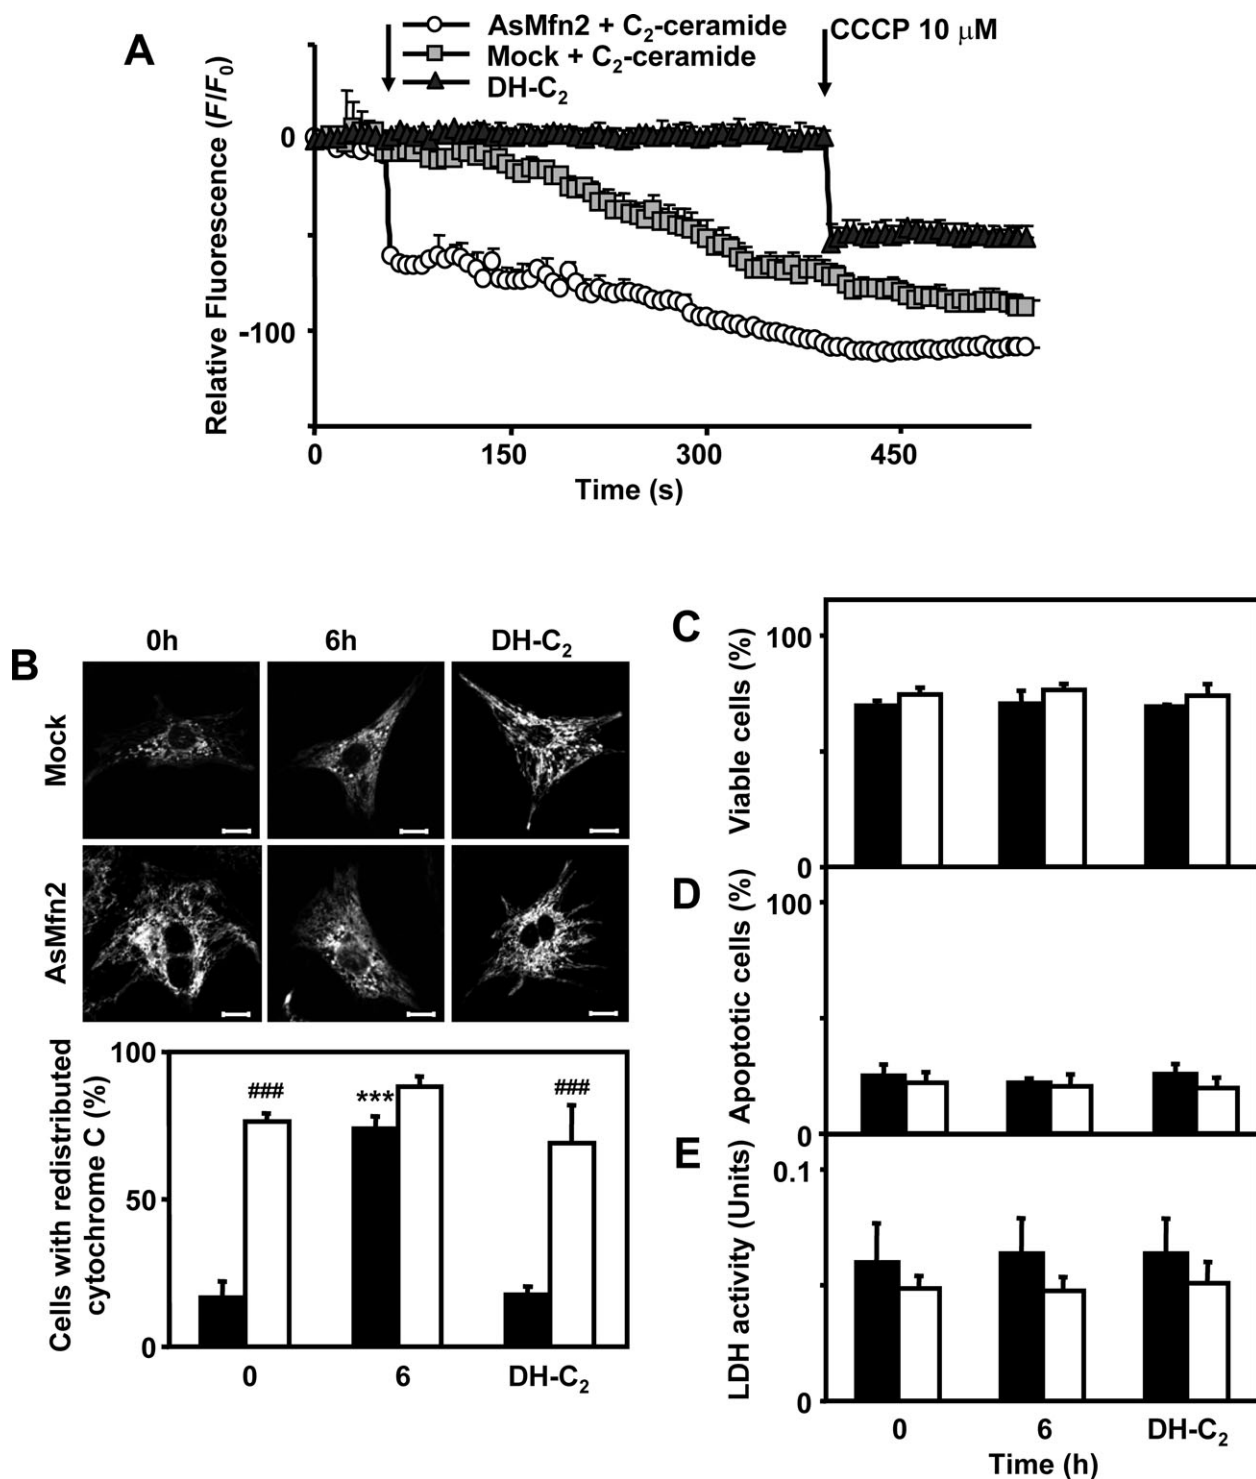 A
AsMfn2 + C₂-ceramide
Mock + C₂-ceramide
DH-C₂
CCCP 10 μM
Relative Fluorescence (F/F₀)
0
-100
0 150 300 450
Time (s)
B
0h 6h DH-C₂
Mock
AsMfn2
Cells with redistributed
cytochrome C (%)
100
50
0
###
***
###
0 6 DH-C₂
C
Viable cells (%)
100
0
D
Apoptotic cells (%)
100
0
E
LDH activity (Units)
0.1
0
0 6 DH-C₂
Time (h)